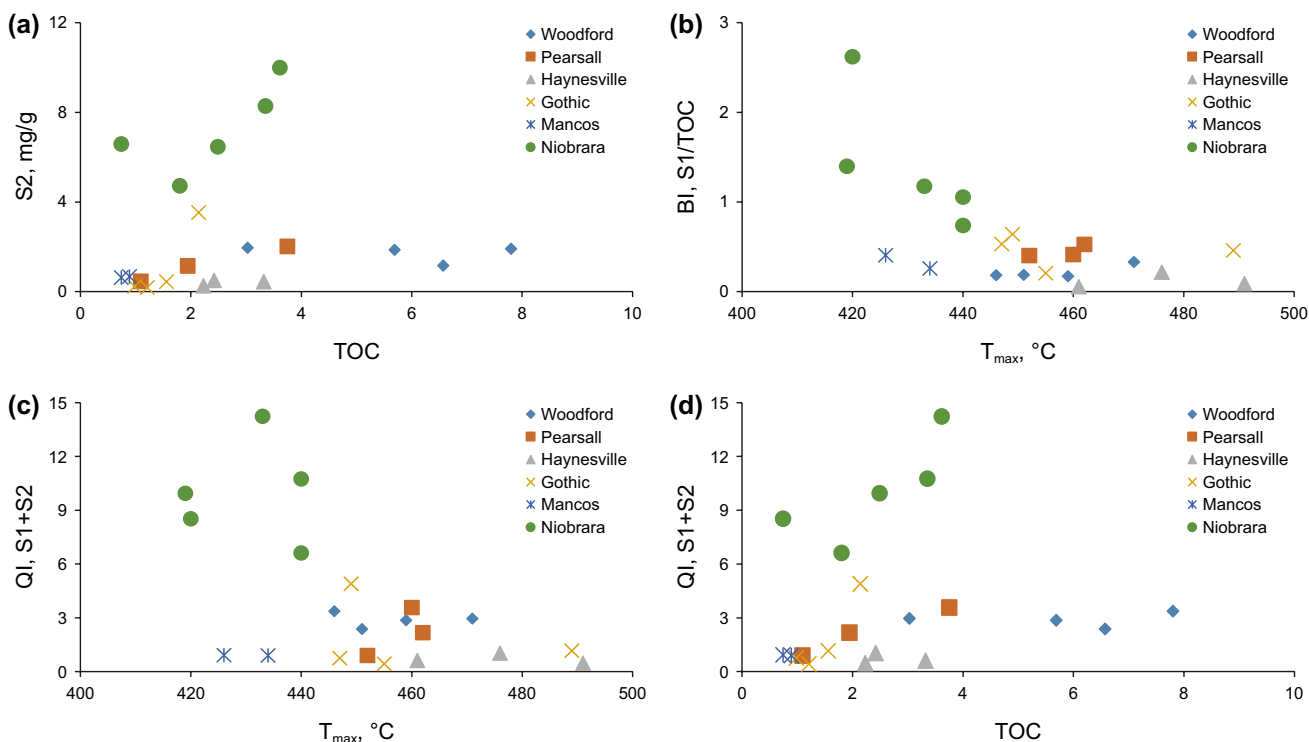 (a)
12
8
4
0
S2, mg/g
0 2 4 6 8 10
TOC
Woodford
Pearsall
Haynesville
Gothic
Mancos
Niobrara
(b)
3
2
1
0
BI, S1/TOC
400 420 440 460 480 500
Tmax, °C
Woodford
Pearsall
Haynesville
Gothic
Mancos
Niobrara
(c)
15
12
9
6
3
0
QI, S1+S2
400 420 440 460 480 500
Tmax, °C
Woodford
Pearsall
Haynesville
Gothic
Mancos
Niobrara
(d)
15
12
9
6
3
0
QI, S1+S2
0 2 4 6 8 10
TOC
Woodford
Pearsall
Haynesville
Gothic
Mancos
Niobrara